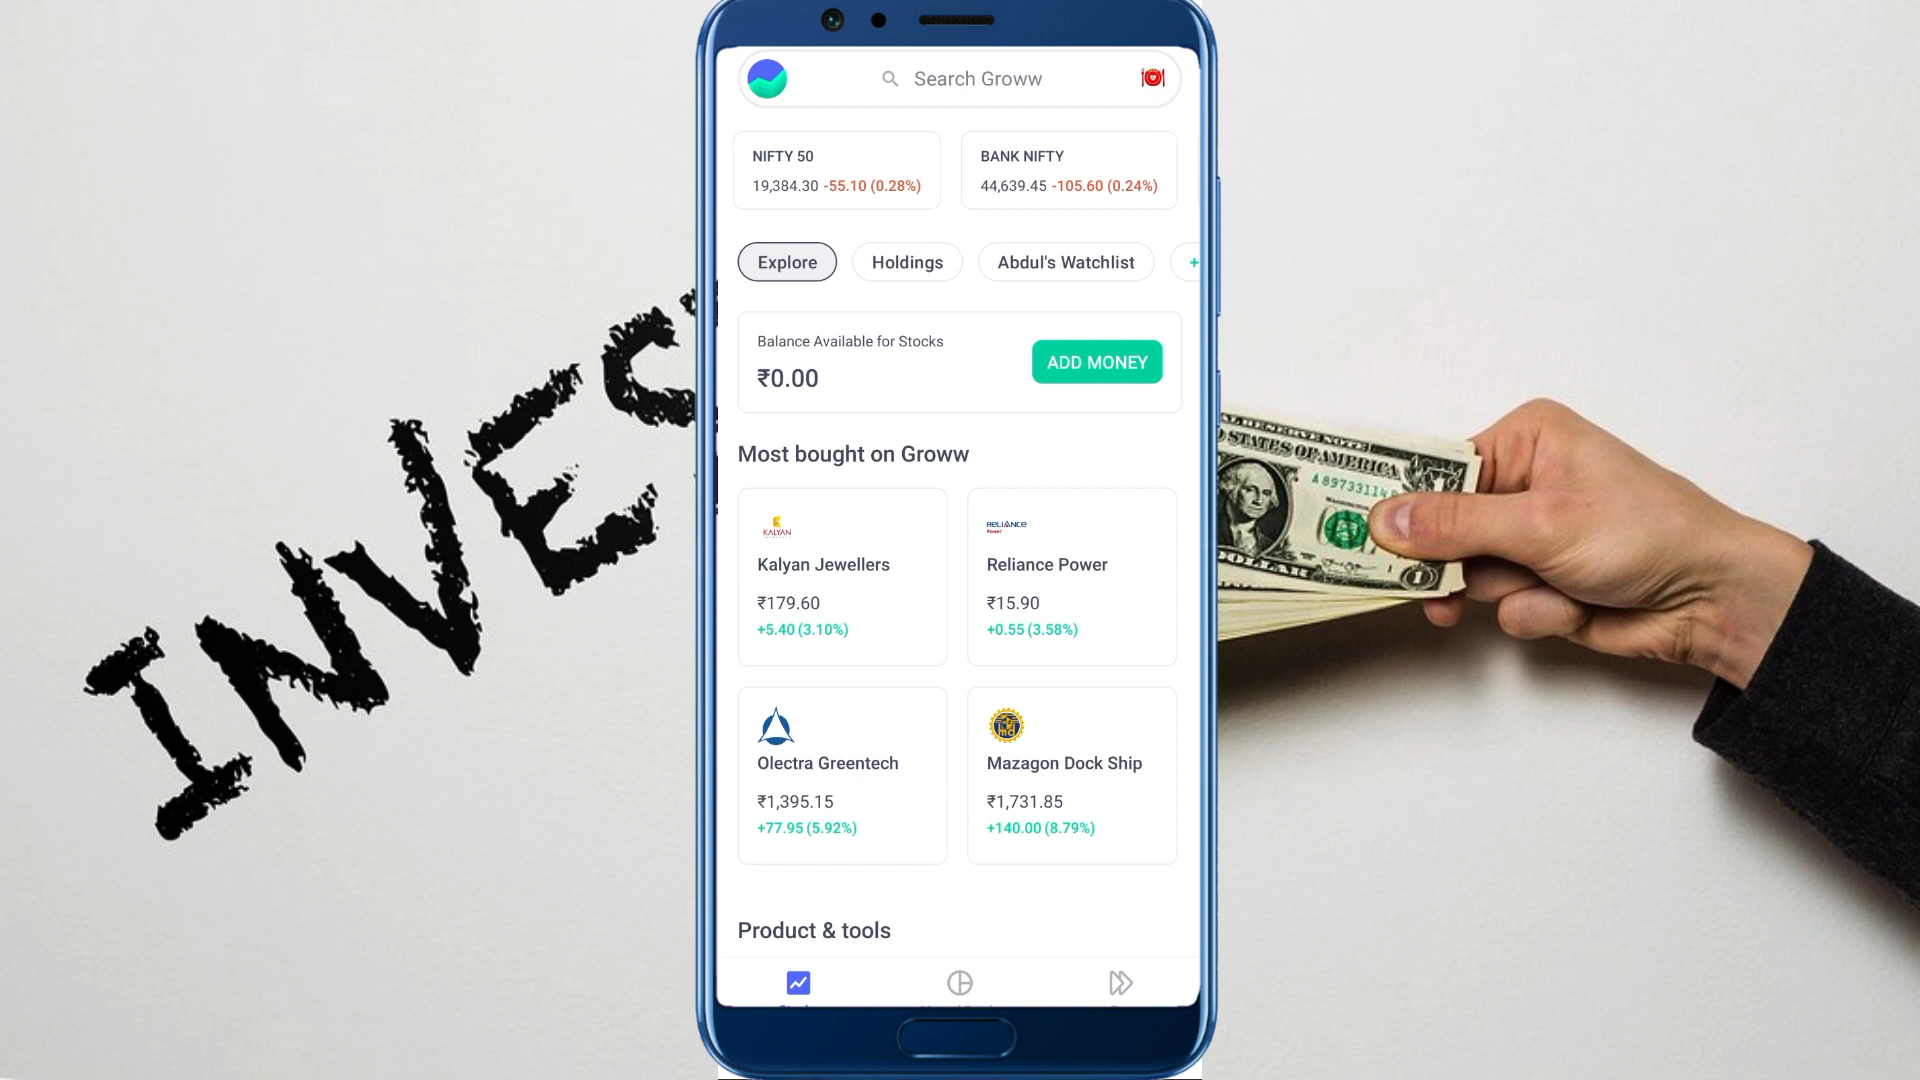 Search Groww
NIFTY 50
19,384.30 -55.10 (0.28%)
BANK NIFTY
44,639.45 -105.60 (0.24%)
Explore
Holdings
Abdul's Watchlist
+
Balance Available for Stocks
₹0.00
ADD MONEY
Most bought on Groww
KALYAN
Kalyan Jewellers
₹179.60
+5.40 (3.10%)
RELIANCE
Power
Reliance Power
₹15.90
+0.55 (3.58%)
Olectra Greentech
₹1,395.15
+77.95 (5.92%)
Mazagon Dock Ship
₹1,731.85
+140.00 (8.79%)
Product & tools
INVES
STATES OF AMERICA
WASHINGTON
DOLLAR
1